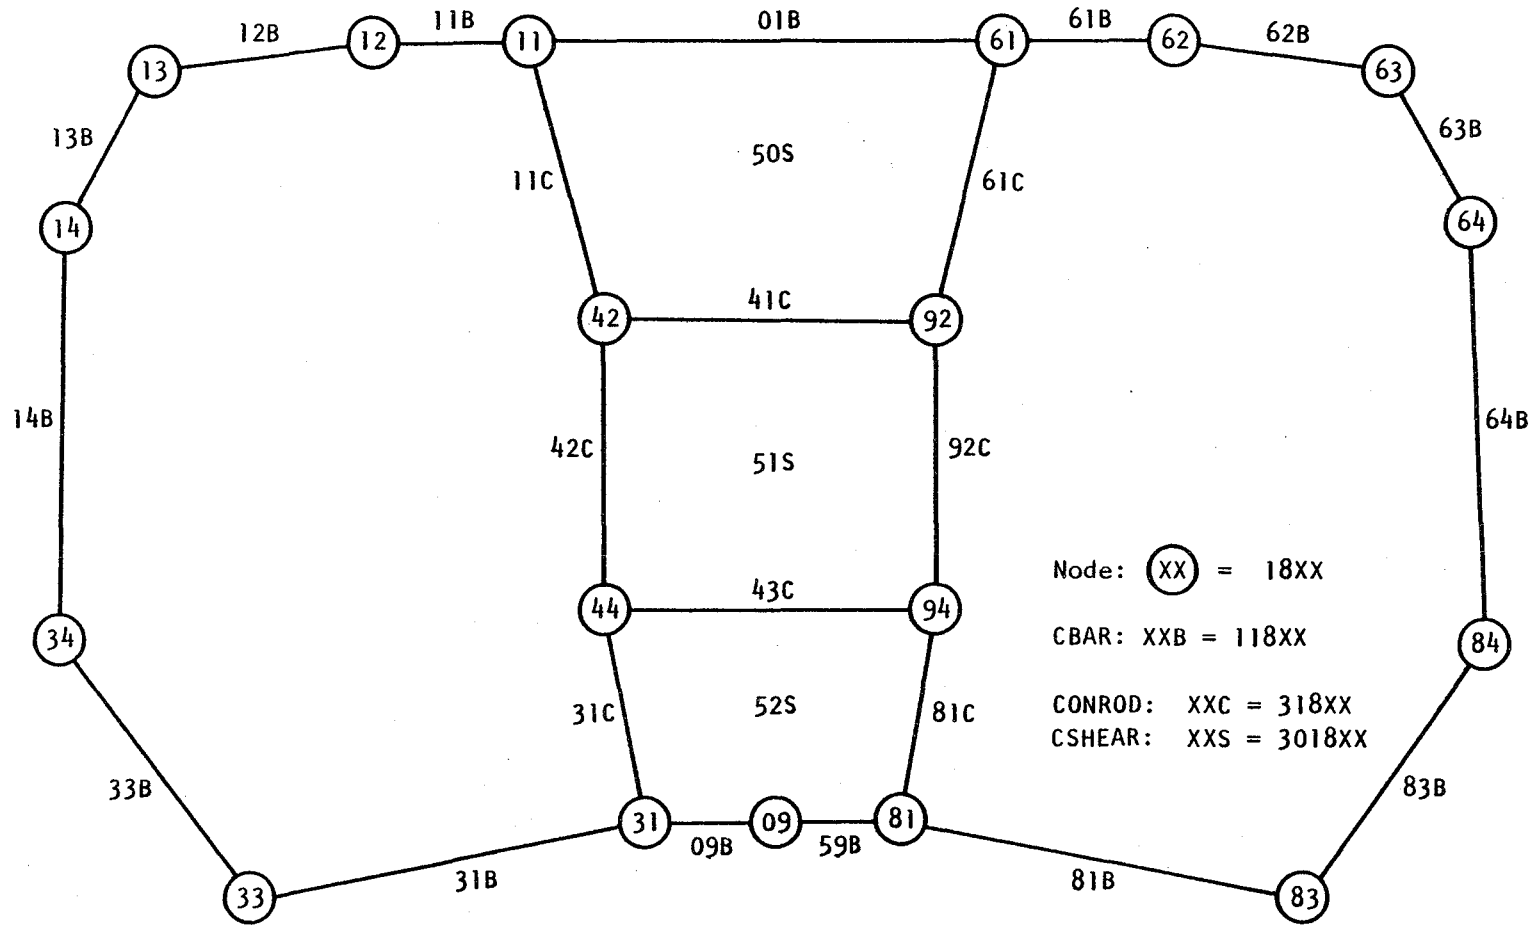 11B
01B
61B
12B
62B
13
12
11
61
62
63
13B
63B
50S
11C
61C
14
64
41C
42
92
14B
64B
42C
92C
51S
Node: XX = 18XX
43C
44
94
34
CBAR: XXB = 118XX
84
31C
52S
81C
CONROD: XXC = 318XX
CSHEAR: XXS = 3018XX
33B
83B
31
09
81
09B
59B
31B
81B
33
83